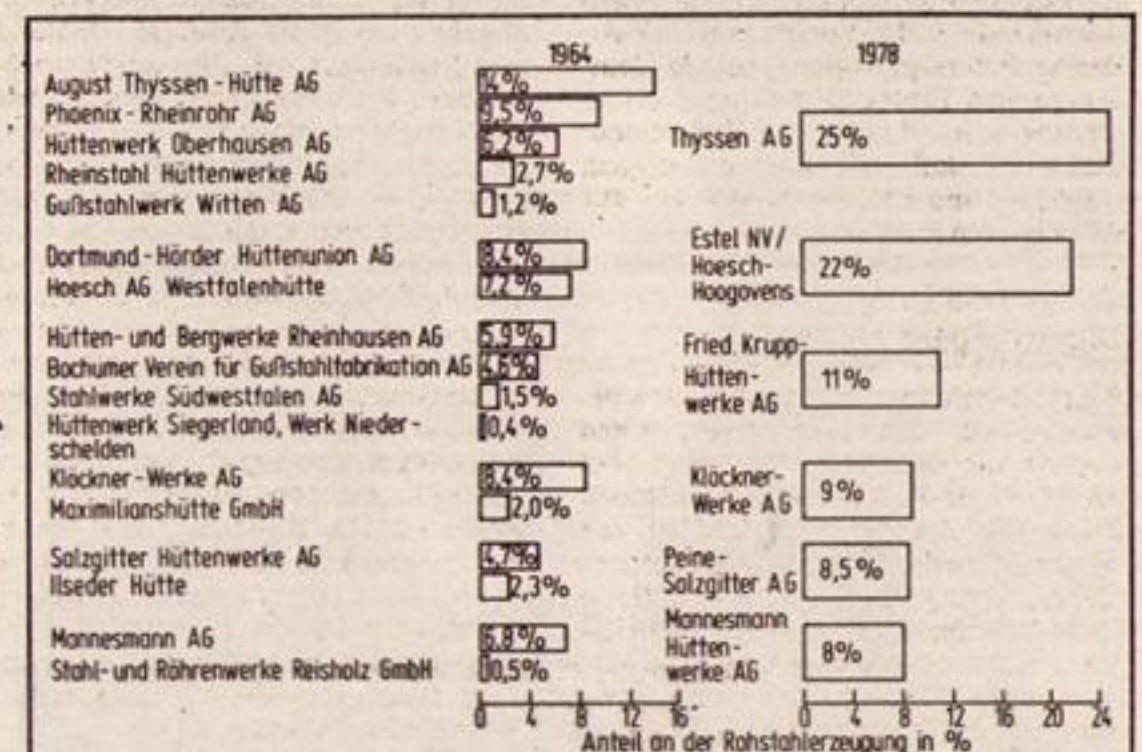 1964 1978
August Thyssen - Hütte AG 14%
Phoenix - Rheinrohr AG 9,5%
Hüttenwerk Oberhausen AG 6,2%
Rheinstahl Hüttenwerke AG 2,7%
Gußstahlwerk Witten AG 1,2%
Thyssen AG 25%
Dortmund - Hörder Hüttenunion AG 8,4%
Hoesch AG Westfalenhütte 7,2%
Estel NV/
Hoesch-
Hoogovens
22%
Hütten- und Bergwerke Rheinhausen AG 5,9%
Bochumer Verein für Gußstahlfabrikation AG 4,6%
Stahlwerke Südwestfalen AG 1,5%
Hüttenwerk Siegerland, Werk Nieder-
schelden
0,4%
Fried Krupp-
Hütten-
werke AG
11%
Klöckner - Werke AG 8,4%
Maximilianshütte GmbH 2,0%
Klöckner-
Werke AG
9%
Salzgitter Hüttenwerke AG 4,7%
Ilseder Hütte 2,3%
Peine-
Salzgitter AG
8,5%
Mannesmann AG 6,8%
Stahl- und Röhrenwerke Reisholz GmbH 0,5%
Mannesmann
Hütten-
werke AG
8%
0 4 8 12 16 0 4 8 12 16 20 24
Anteil an der Rohstahlerzeugung in %